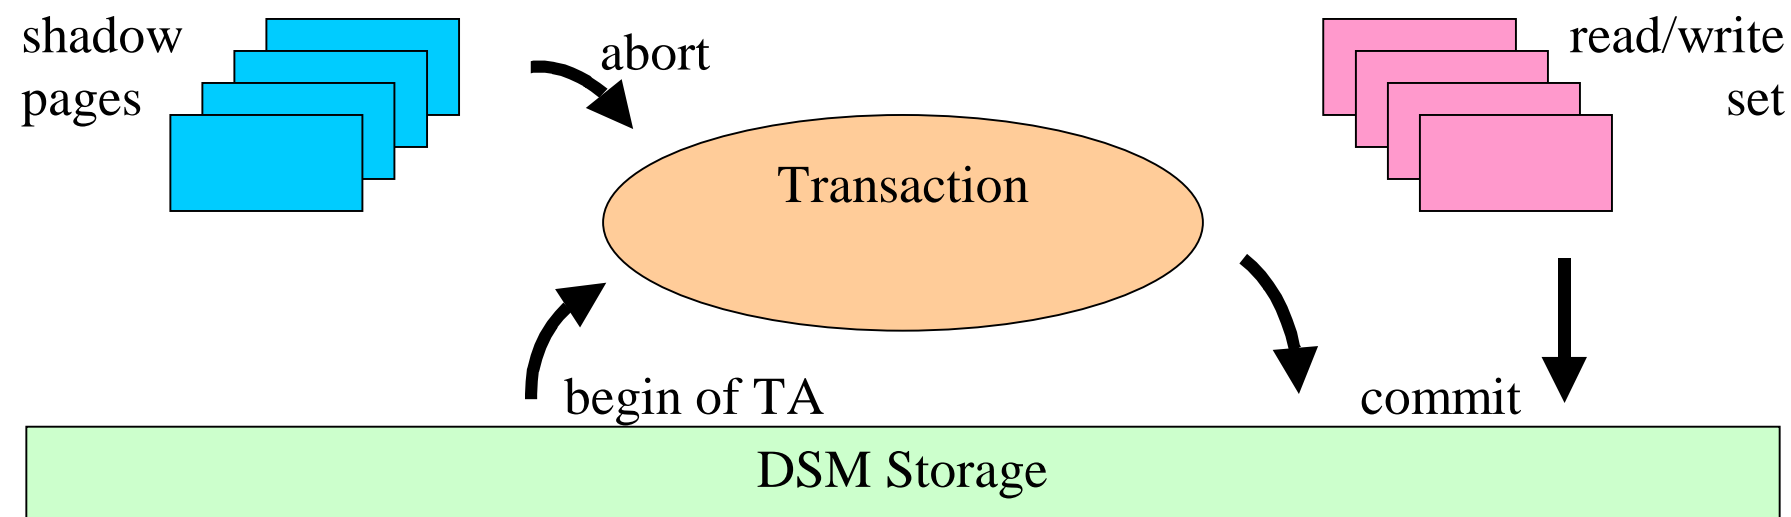 shadow
pages
abort
read/write
set
Transaction
begin of TA
commit
DSM Storage